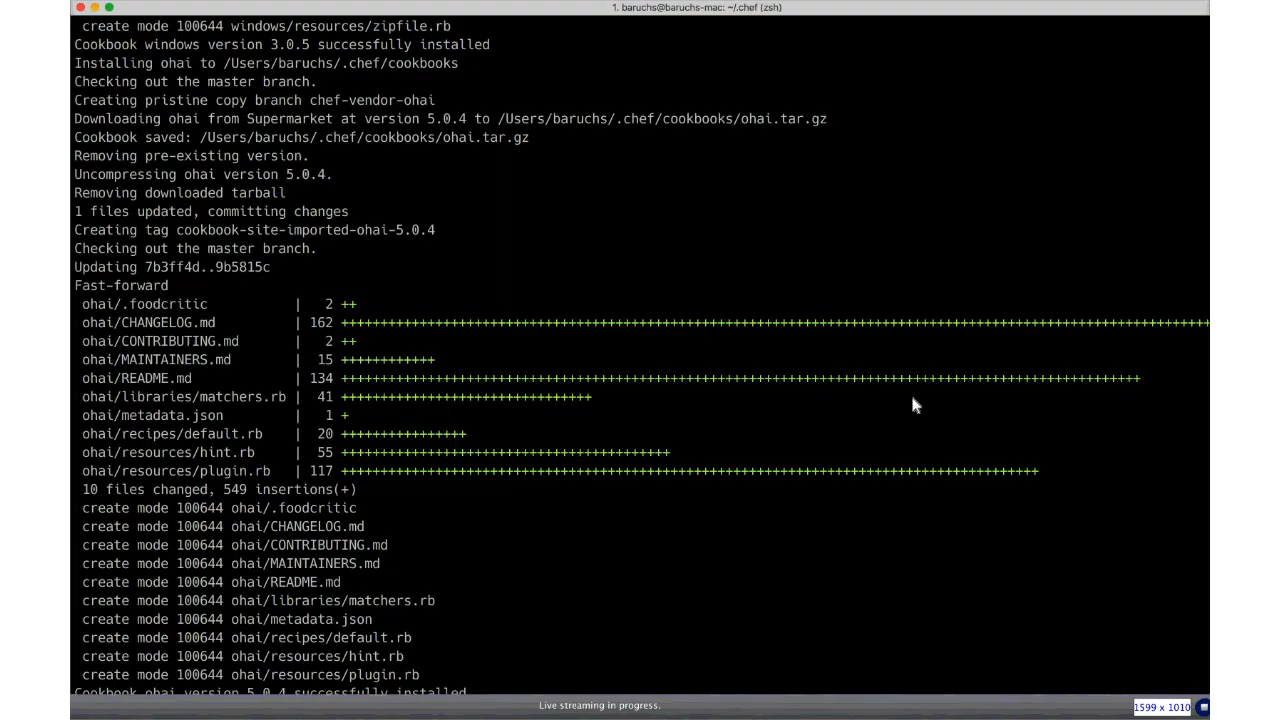 1. baruchs@baruchs-mac: ~/.chef (zsh)
create mode 100644 windows/resources/zipfile.rb
Cookbook windows version 3.0.5 successfully installed
Installing ohai to /Users/baruchs/.chef/cookbooks
Checking out the master branch.
Creating pristine copy branch chef-vendor-ohai
Downloading ohai from Supermarket at version 5.0.4 to /Users/baruchs/.chef/cookbooks/ohai.tar.gz
Cookbook saved: /Users/baruchs/.chef/cookbooks/ohai.tar.gz
Removing pre-existing version.
Uncompressing ohai version 5.0.4.
Removing downloaded tarball
1 files updated, committing changes
Creating tag cookbook-site-imported-ohai-5.0.4
Checking out the master branch.
Updating 7b3ff4d..9b5815c
Fast-forward
ohai/.foodcritic | 2 ++
ohai/CHANGELOG.md | 162 +++++++++++++++++++++++++++++++++++++++++++++++++++++++++++++++++++++++++++++++++++++++++++++++++++++++++++++++
ohai/CONTRIBUTING.md | 2 ++
ohai/MAINTAINERS.md | 15 ++++++++++++
ohai/README.md | 134 ++++++++++++++++++++++++++++++++++++++++++++++++++++++++++++++++++++++++++++++++++++++++++++++++++++++
ohai/libraries/matchers.rb | 41 ++++++++++++++++++++++++++++++++
ohai/metadata.json | 1 +
ohai/recipes/default.rb | 20 ++++++++++++++++
ohai/resources/hint.rb | 55 ++++++++++++++++++++++++++++++++++++++++++
ohai/resources/plugin.rb | 117 +++++++++++++++++++++++++++++++++++++++++++++++++++++++++++++++++++++++++++++++++++++++++
10 files changed, 549 insertions(+)
create mode 100644 ohai/.foodcritic
create mode 100644 ohai/CHANGELOG.md
create mode 100644 ohai/CONTRIBUTING.md
create mode 100644 ohai/MAINTAINERS.md
create mode 100644 ohai/README.md
create mode 100644 ohai/libraries/matchers.rb
create mode 100644 ohai/metadata.json
create mode 100644 ohai/recipes/default.rb
create mode 100644 ohai/resources/hint.rb
create mode 100644 ohai/resources/plugin.rb
Cookbook ohai version 5.0.4 successfully installed
Live streaming in progress.
1599 x 1010